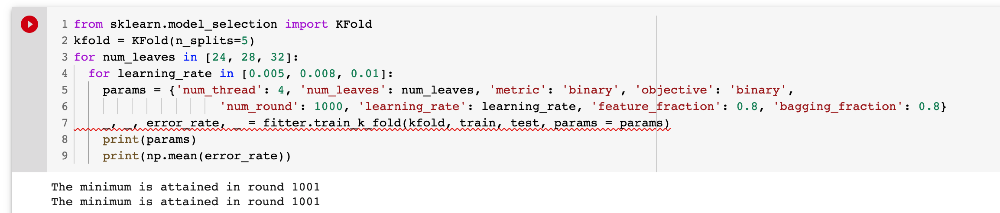 1 from sklearn.model_selection import KFold
2 kfold = KFold(n_splits=5)
3 for num_leaves in [24, 28, 32]:
4   for learning_rate in [0.005, 0.008, 0.01]:
5     params = {'num_thread': 4, 'num_leaves': num_leaves, 'metric': 'binary', 'objective': 'binary',
6                     'num_round': 1000, 'learning_rate': learning_rate, 'feature_fraction': 0.8, 'bagging_fraction': 0.8}
7     _, _, error_rate, _ = fitter.train_k_fold(kfold, train, test, params = params)
8     print(params)
9     print(np.mean(error_rate))
The minimum is attained in round 1001
The minimum is attained in round 1001